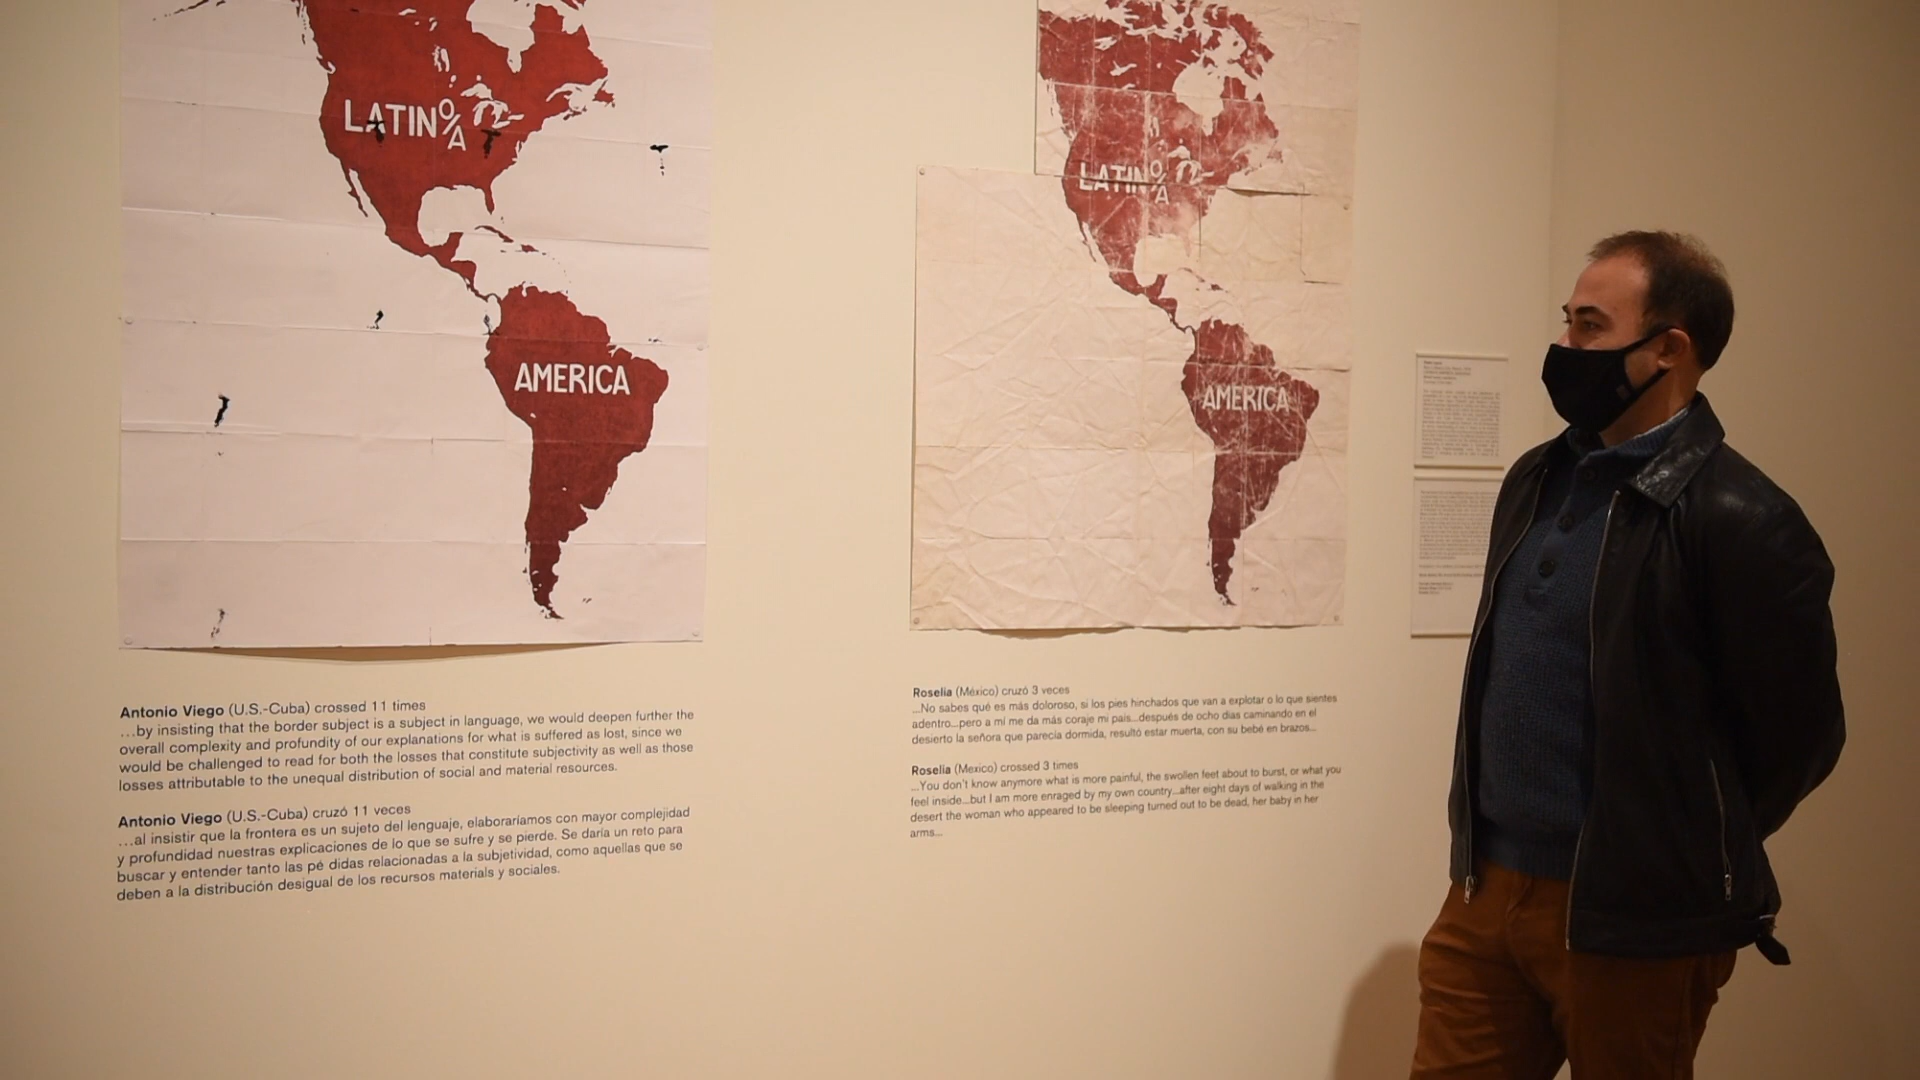 LATINO/A
AMERICA
LATINO/A
AMERICA
Antonio Viego (U.S.-Cuba) crossed 11 times
...by insisting that the border subject is a subject in language, we would deepen further the
overall complexity and profundity of our explanations for what is suffered as lost, since we
would be challenged to read for both the losses that constitute subjectivity as well as those
losses attributable to the unequal distribution of social and material resources.
Antonio Viego (U.S.-Cuba) cruzó 11 veces
...al insistir que la frontera es un sujeto del lenguaje, elaboraríamos con mayor complejidad
y profundidad nuestras explicaciones de lo que se sufre y se pierde. Se daría un reto para
buscar y entender tanto las pé didas relacionadas a la subjetividad, como aquellas que se
deben a la distribución desigual de los recursos materials y sociales.
Roselia (México) cruzó 3 veces
...No sabes qué es más doloroso, si los pies hinchados que van a explotar o lo que sientes
adentro...pero a mí me da más coraje mi país...después de ocho días caminando en el
desierto la señora que parecía dormida, resultó estar muerta, con su bebé en brazos...
Roselia (Mexico) crossed 3 times
...You don't know anymore what is more painful, the swollen feet about to burst, or what you
feel inside...but I am more enraged by my own country...after eight days of walking in the
desert the woman who appeared to be sleeping turned out to be dead, her baby in her
arms...